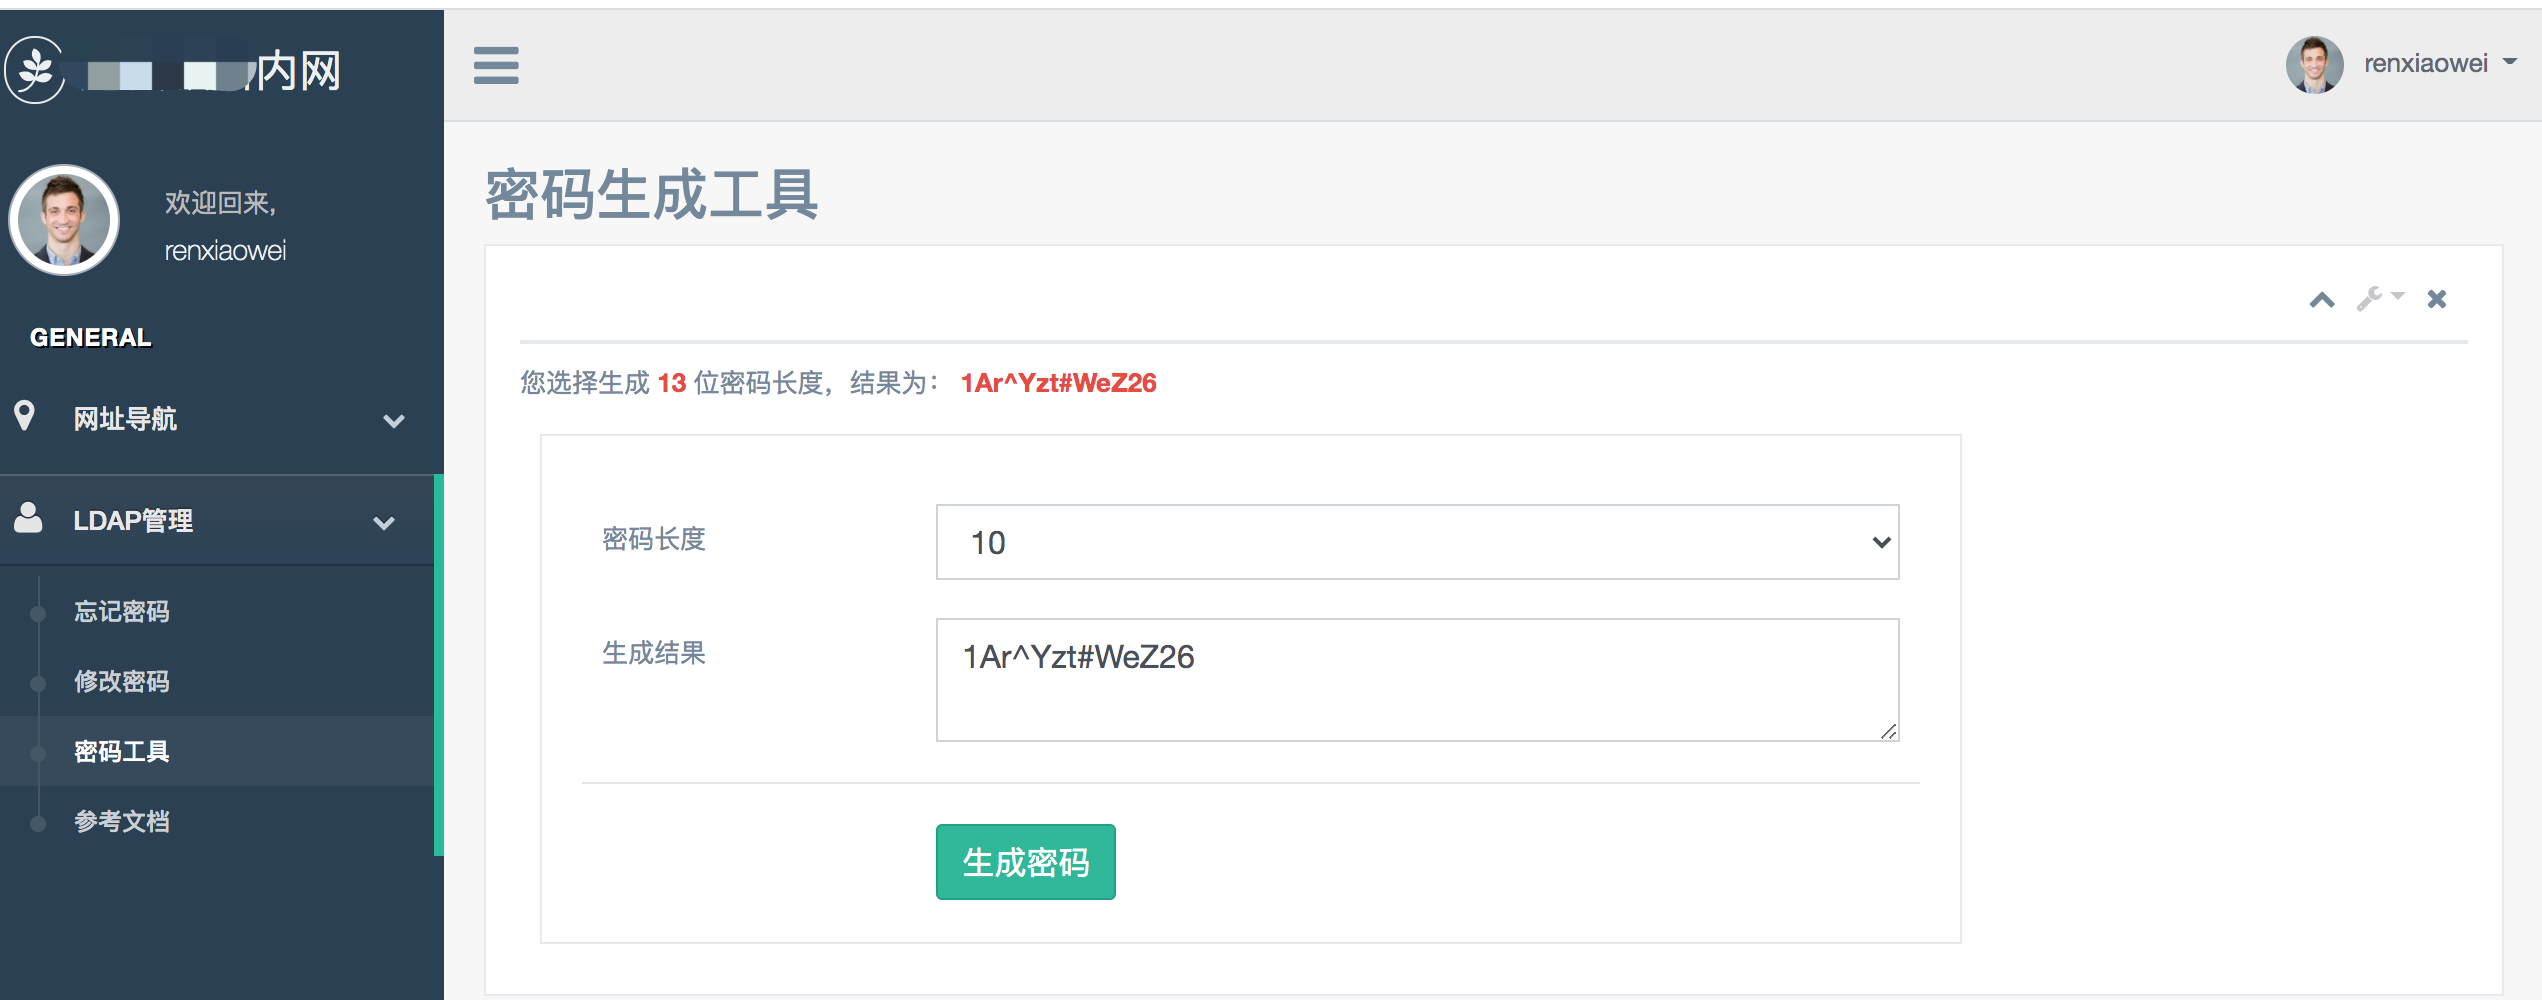 内网
renxiaowei
欢迎回来,
renxiaowei
GENERAL
网址导航
LDAP管理
忘记密码
修改密码
密码工具
参考文档
密码生成工具
您选择生成 13 位密码长度，结果为： 1Ar^Yzt#WeZ26
密码长度
10
生成结果
1Ar^Yzt#WeZ26
生成密码